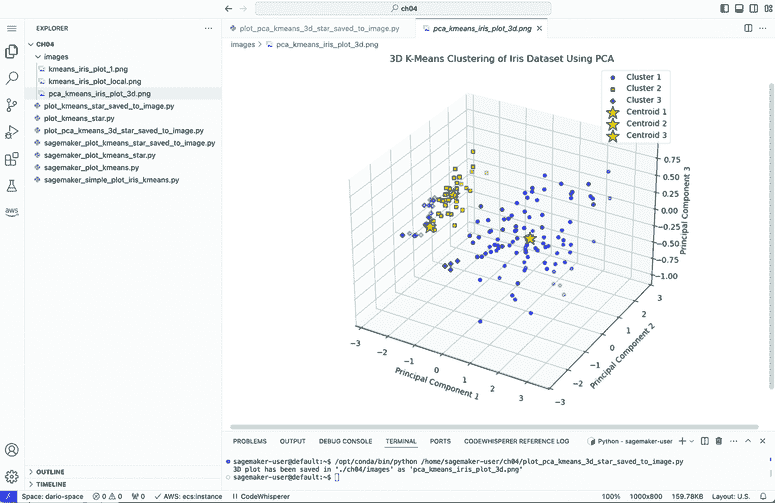 ch04
EXPLORER
CH04
images
kmeans_iris_plot_1.png
kmeans_iris_plot_local.png
pca_kmeans_iris_plot_3d.png
plot_kmeans_star_saved_to_image.py
plot_kmeans_star.py
plot_pca_kmeans_3d_star_saved_to_image.py
sagemaker_plot_kmeans_star_saved_to_image.py
sagemaker_plot_kmeans_star.py
sagemaker_plot_kmeans.py
sagemaker_simple_plot_iris_kmeans.py
aws
OUTLINE
TIMELINE
plot_pca_kmeans_3d_star_saved_to_image.py
pca_kmeans_iris_plot_3d.png
images > pca_kmeans_iris_plot_3d.png
3D K-Means Clustering of Iris Dataset Using PCA
Cluster 1
Cluster 2
Cluster 3
Centroid 1
Centroid 2
Centroid 3
0.75
0.50
0.25
0.00
−0.25
−0.50
−0.75
−1.00
Principal Component 3
3
2
1
0
−1
−2
−3
Principal Component 2
−3
−2
−1
0
1
2
3
Principal Component 1
PROBLEMS OUTPUT DEBUG CONSOLE TERMINAL PORTS CODEWHISPERER REFERENCE LOG
Python - sagemaker-user
sagemaker-user@default:~$ /opt/conda/bin/python /home/sagemaker-user/ch04/plot_pca_kmeans_3d_star_saved_to_image.py
3D plot has been saved in './ch04/images' as 'pca_kmeans_iris_plot_3d.png"
sagemaker-user@default:~$
Space: dario-space 0 0 0 AWS: ecs:instance CodeWhisperer 100% 1000x800 159.78KB Layout: U.S.